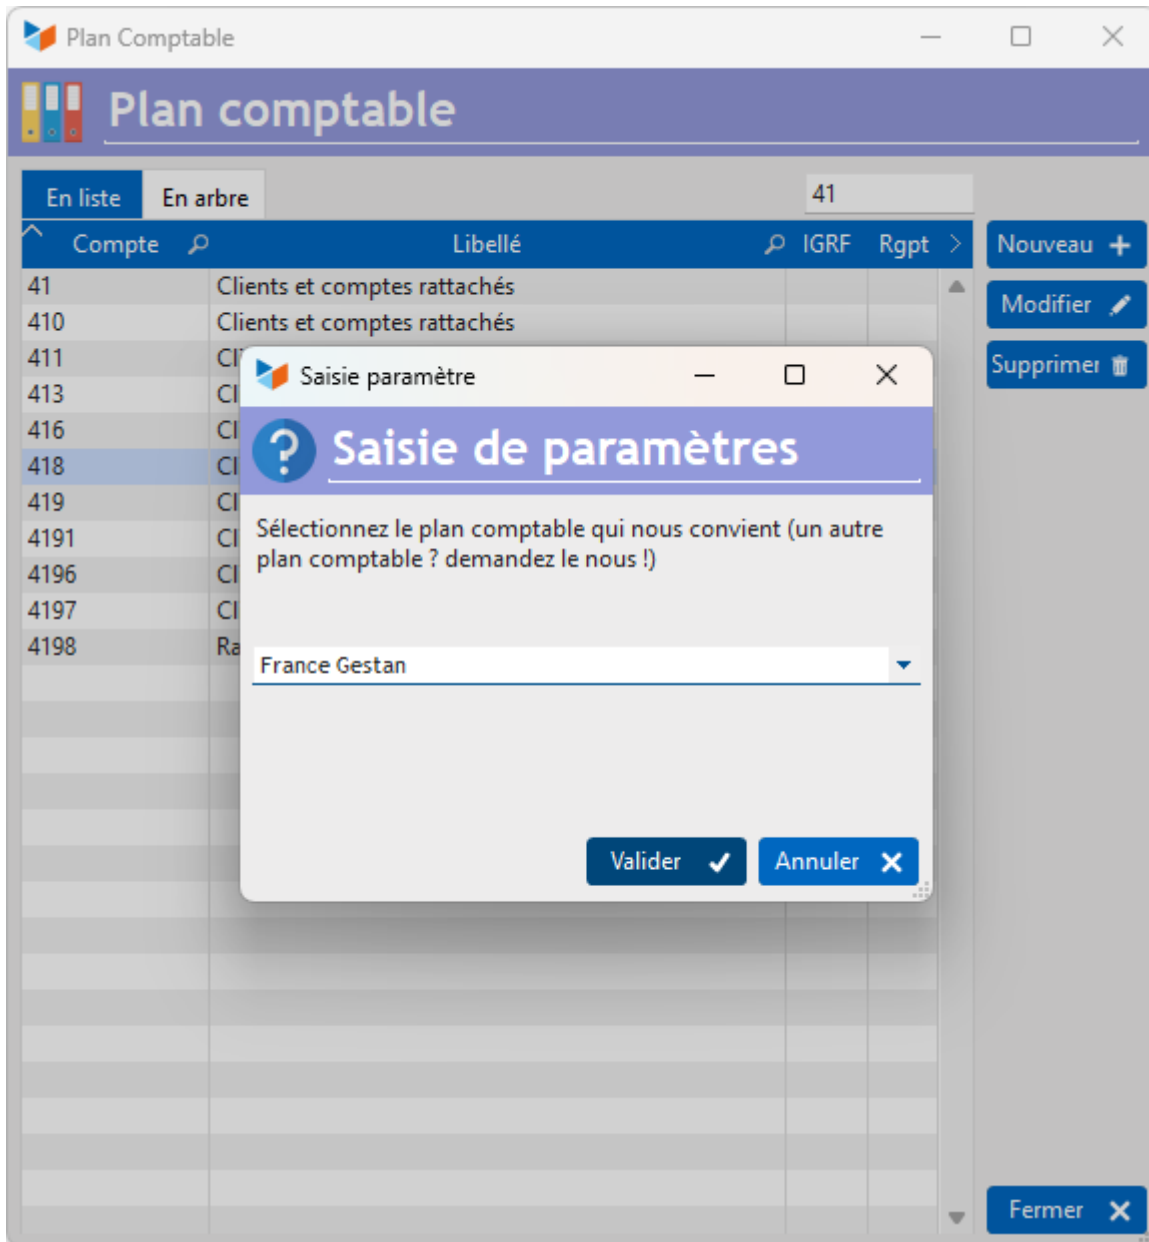 Plan Comptable
Plan comptable
En liste En arbre 41
Compte Libellé IGRF Rgpt
Nouveau
41 Clients et comptes rattachés
Modifier
410 Clients et comptes rattachés
411
Supprimer
413
416
418
419
4191
4196
4197
4198
Saisie paramètre
Saisie de paramètres
Sélectionnez le plan comptable qui nous convient (un autre
plan comptable ? demandez le nous !)
France Gestan
Valider Annuler
Fermer